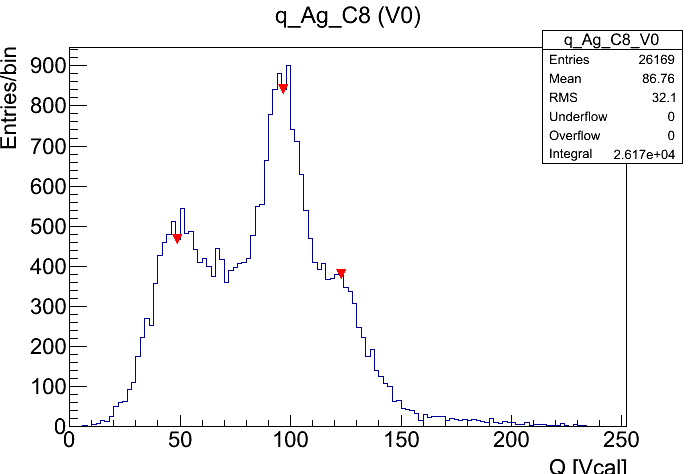 q_Ag_C8 (V0)
q_Ag_C8_V0
Entries 26169
Mean 86.76
RMS 32.1
Underflow 0
Overflow 0
Integral 2.617e+04
Entries/bin
900
800
700
600
500
400
300
200
100
0
0 50 100 150 200 250
Q [Vcal]